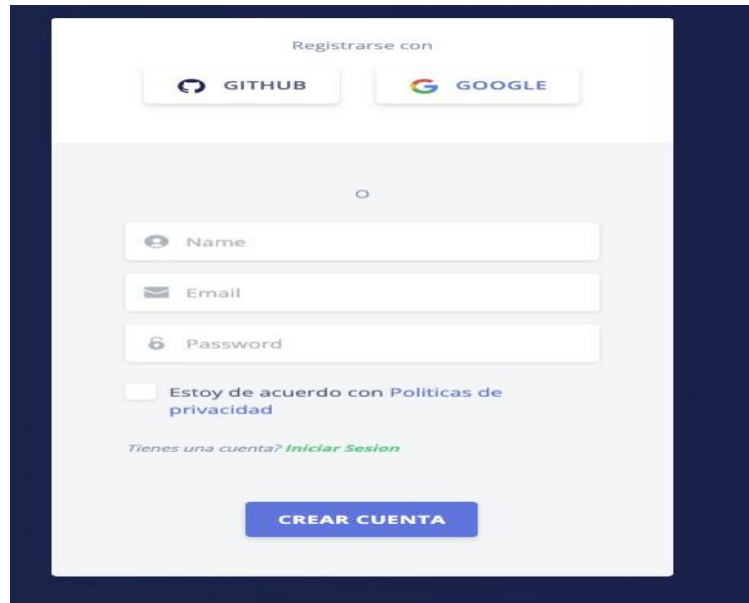 Registrarse con
GITHUB GOOGLE
O
Name
Email
Password
Estoy de acuerdo con Politicas de
privacidad
Tienes una cuenta? Iniciar Sesion
CREAR CUENTA